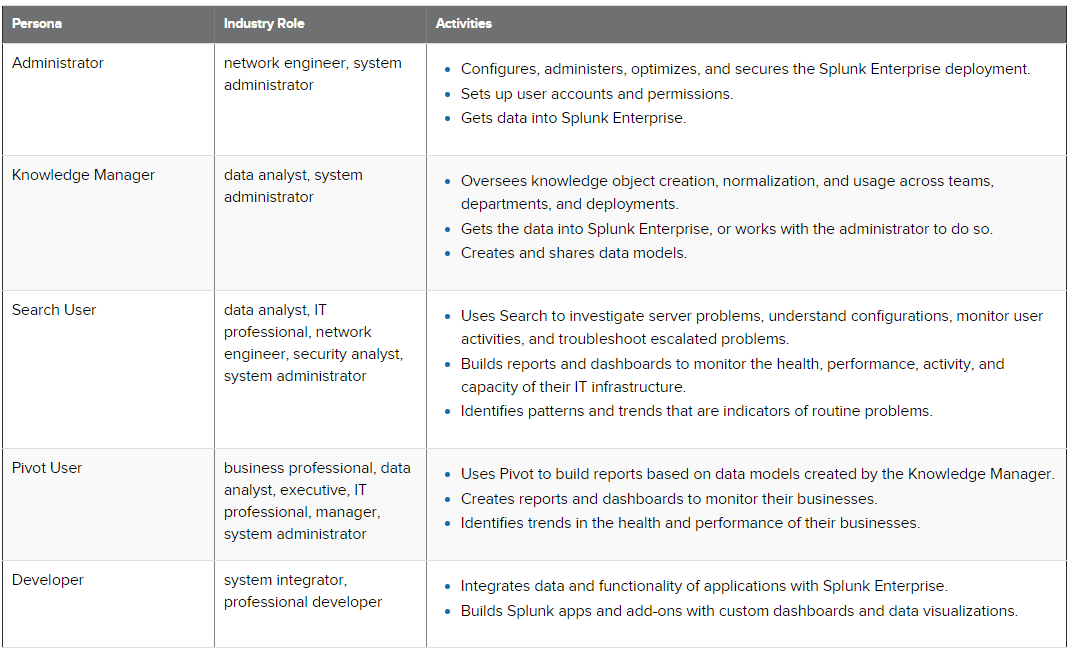 Persona
Industry Role
Activities
Administrator
network engineer, system
administrator
Configures, administers, optimizes, and secures the Splunk Enterprise deployment.
Sets up user accounts and permissions.
Gets data into Splunk Enterprise.
Knowledge Manager
data analyst, system
administrator
Oversees knowledge object creation, normalization, and usage across teams,
departments, and deployments.
Gets the data into Splunk Enterprise, or works with the administrator to do so.
Creates and shares data models.
Search User
data analyst, IT
professional, network
engineer, security analyst,
system administrator
Uses Search to investigate server problems, understand configurations, monitor user
activities, and troubleshoot escalated problems.
Builds reports and dashboards to monitor the health, performance, activity, and
capacity of their IT infrastructure.
Identifies patterns and trends that are indicators of routine problems.
Pivot User
business professional, data
analyst, executive, IT
professional, manager,
system administrator
Uses Pivot to build reports based on data models created by the Knowledge Manager.
Creates reports and dashboards to monitor their businesses.
Identifies trends in the health and performance of their businesses.
Developer
system integrator,
professional developer
Integrates data and functionality of applications with Splunk Enterprise.
Builds Splunk apps and add-ons with custom dashboards and data visualizations.